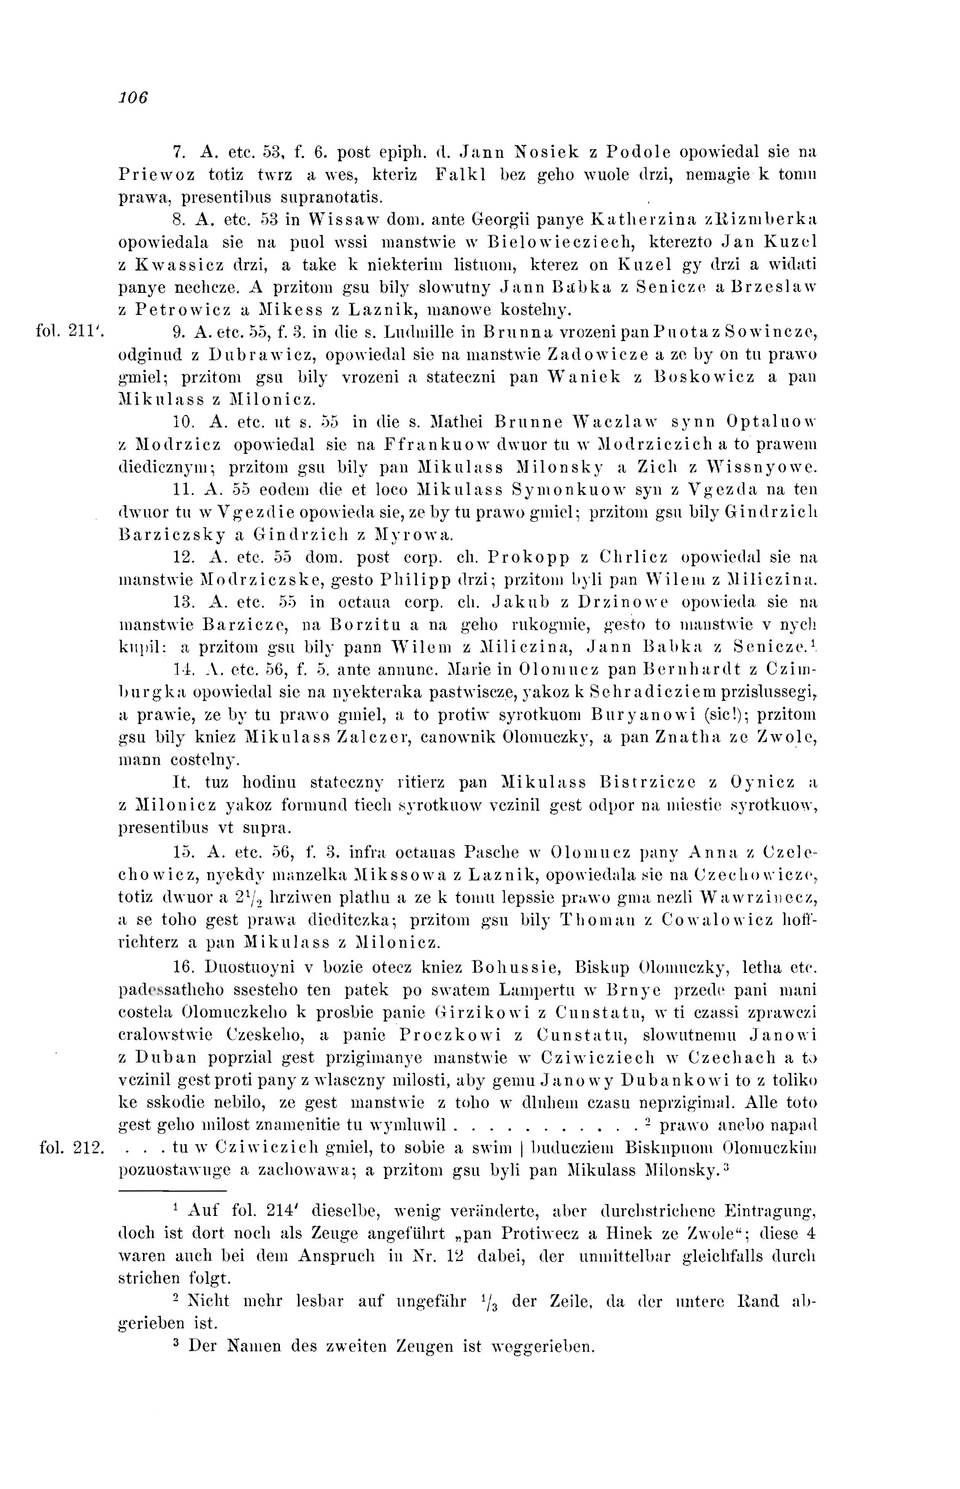 106
7. A. etc. 53, f. 6. post epiph. d. Jann Nosiek z Podole opowiedal sie na
Priewoz totiz twrz a wes, kteriz Falkl bez geho wuole drzi, nemagie k tomu
prawa, presentibus supranotatis.
8. A. etc. 53 in Wissaw dom. ante Georgii panye Katherzina z Rizmberka
opowiedala sie na puol wssi manstwie w Bielowiecziech, kterezto Jan Kuzel
z Kwassicz drzi, a take k niekterim listuom, kterez on Kuzel gy drzi a widati
panye nechcze. A przitom gsu bily slowutny Jann Babka z Senicze a Brzeslaw
z Petrowicz a Mikess z Laznik, manowe kostelny.
fol. 211'. 9. A. etc. 55, f. 3. in die s. Ludmille in Brunna vrozeni pan Puota z Sowincze,
odginud z Dubrawicz, opowiedal sie na manstwie Zadowicze a ze by on tu prawo
gmiel; przitom gsu bily vrozeni a stateczni pan Waniek z Boskowicz a pan
Mikulass z Milonicz.
10. A. etc. ut s. 55 in die s. Mathei Brunne Waczlaw synn Optaluow
z Modrzicz opowiedal sie na Ffrankuow dwuor tu w Modrziczich a to prawem
diedicznym; przitom gsu bily pan Mikulass Milonsky a Zich z Wissnyowe.
11. A. 55 eodem die et loco Mikulass Symonkuow syn z Vgezda na ten
dwuor tu w Vgezdie opowieda sie, ze by tu prawo gmiel; przitom gsu bily Gindrzich
Barziczsky a Gindrzich z Myrowa.
12. A. etc. 55 dom. post corp. ch. Prokopp z Chrlicz opowiedal sie na
manstwie Modrziczske, gesto Philipp drzi; przitom byli pan Wilem z Miliczina.
13. A. etc. 55 in octaua corp. ch. Jakub z Drzinowe opowieda sie na
manstwie Barzicze, na Borzitu a na geho rukogmie, gesto to manstwie v nych
kupil: a przitom gsu bily pann Wilem z Miliczina, Jann Babka z Senicze.¹
14. A. etc. 56, f. 5. ante annunc. Marie in Olomucz pan Bernhardt z Czim-
burgka opowiedal sie na nyekteraka pastwiscze, yakoz k Sehradicziem przislussegi,
a prawie, ze by tu prawo gmiel, a to protiw syrotkuom Buryanowi (sic!); przitom
gsu bily kniez Mikulass Zalczer, canownik Olomuczky, a pan Znatha ze Zwole,
mann costelny.
It. tuz hodinu stateczny ritierz pan Mikulass Bistrzicze z Oynicz a
z Milonicz yakoz formund tiech syrotkuow vczinil gest odpor na miestie syrotkuow,
presentibus vt supra.
15. A. etc. 56, f. 3. infra octauas Pasche w Olomucz pany Anna z Czele-
chowicz, nyekdy manzelka Mikssowa z Laznik, opowiedala sie na Czechowicze,
totiz dwuor a 2½ hrziwen plathu a ze k tomu lepssie prawo gma nezli Wawrzinecz,
a se toho gest prawa dieditczka; przitom gsu bily Thoman z Cowalowicz hoff-
richterz a pan Mikulass z Milonicz.
16. Duostuoyni v bozie otecz kniez Bohussie, Biskup Olomuczky, letha etc.
padessatheho ssesteho ten patek po swatem Lampertu w Brnye przede pani mani
costela Olomuczkeho k prosbie panie Girzikowi z Cunstatu, w ti czassi zprawczi
cralowstwie Czeskeho, a panie Proczkowi z Cunstatu, slowutnemu Janowi
z Duban poprzial gest przigimanye manstwie w Cziwicziech w Czechach a to
vczinil gest proti pany z wlasczny milosti, aby gemu Janowy Dubankowi to z toliko
ke sskodie nebilo, ze gest manstwie z toho w dluhem czasu neprzigimal. Alle toto
gest geho milost znamenitie tu wymluwil . . . . . . . . . . . ² prawo anebo napad
fol. 212. . . . tu w Cziwiczich gmiel, to sobie a swim | buducziem Biskupuom Olomuczkim
pozuostawuge a zachowawa; a przitom gsu byli pan Mikulass Milonsky.³
¹ Auf fol. 214' dieselbe, wenig veränderte, aber durchstrichene Eintragung,
doch ist dort noch als Zeuge angeführt „pan Protiwecz a Hinek ze Zwole“; diese 4
waren auch bei dem Anspruch in Nr. 12 dabei, der unmittelbar gleichfalls durch
strichen folgt.
² Nicht mehr lesbar auf ungefähr ⅓ der Zeile, da der untere Rand ab-
gerieben ist.
³ Der Namen des zweiten Zeugen ist weggerieben.